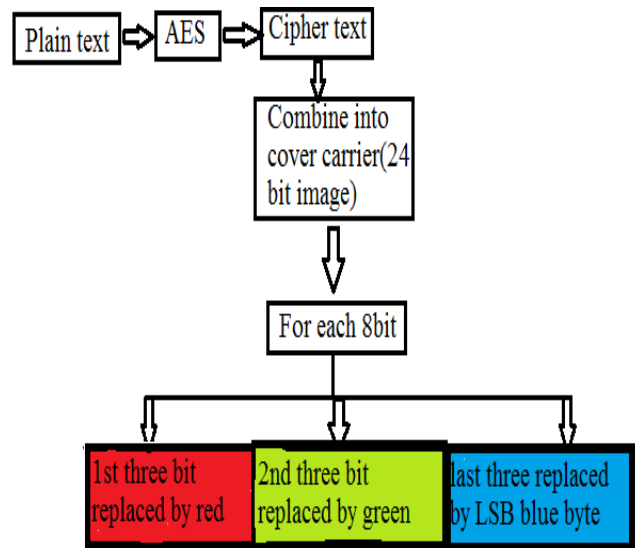 Plain text
AES
Cipher text
Combine into
cover carrier(24
bit image)
For each 8bit
1st three bit
replaced by red
2nd three bit
replaced by green
last three replaced
by LSB blue byte